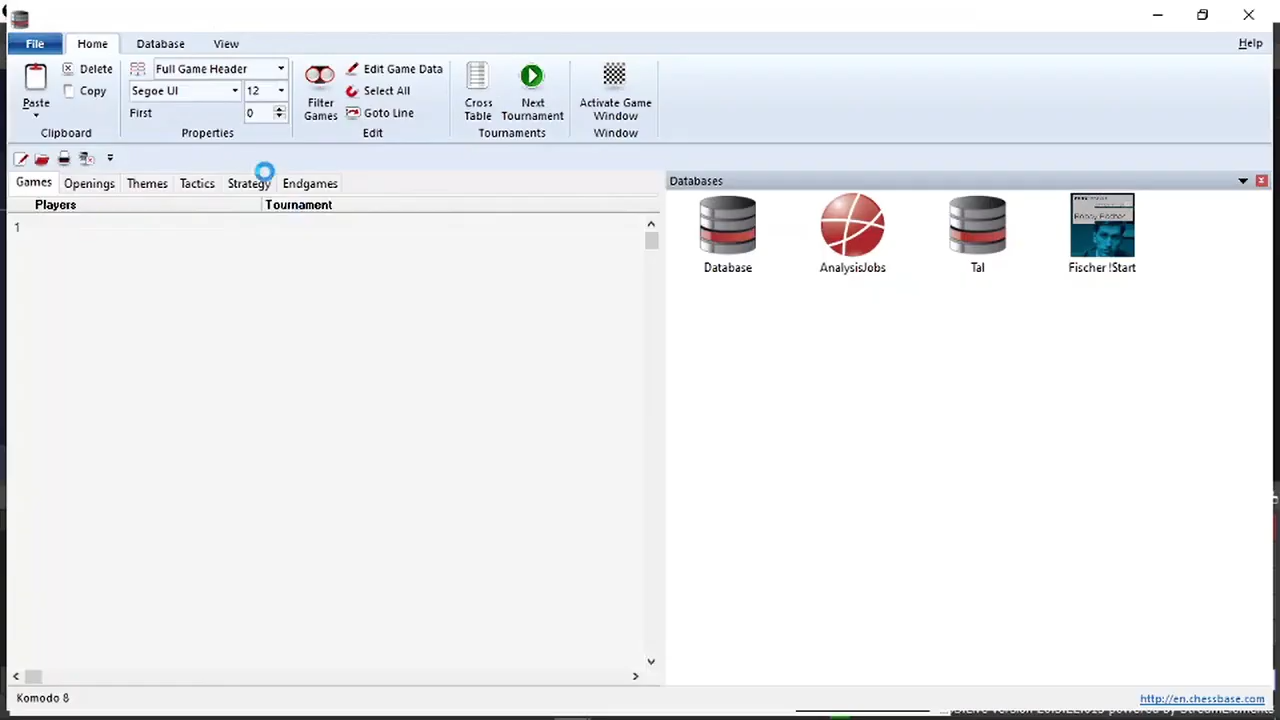 File Home Database View Help
Delete Full Game Header Edit Game Data
Copy Segoe UI 12 Select All
Paste First 0 Filter Games Goto Line Cross Table Next Tournament Activate Game Window
Clipboard Properties Edit Tournaments Window
Games Openings Themes Tactics Strategy Endgames
Databases
Players Tournament
1
Database AnalysisJobs Tal Fischer !Start
Komodo 8
http://en.chessbase.com